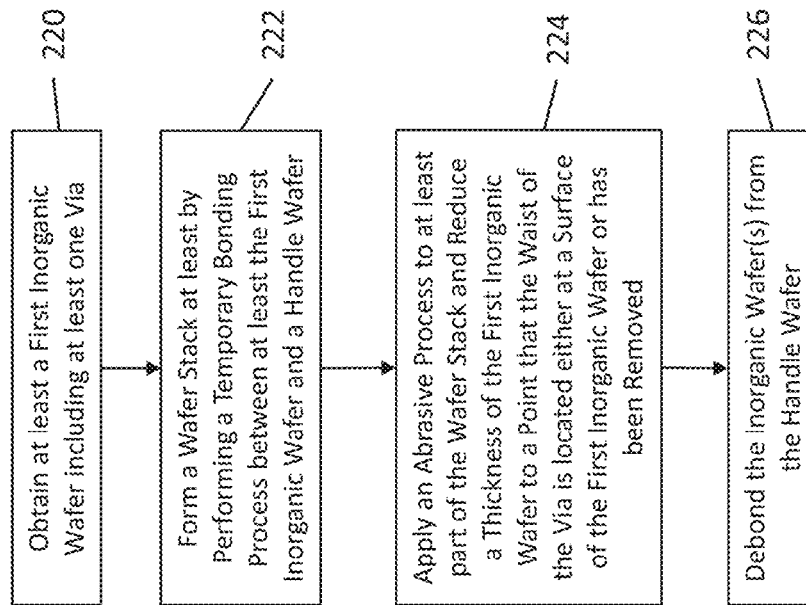 220
Obtain at least a First Inorganic
Wafer including at least one Via
222
Form a Wafer Stack at least by
Performing a Temporary Bonding
Process between at least the First
Inorganic Wafer and a Handle Wafer
224
Apply an Abrasive Process to at least
part of the Wafer Stack and Reduce
a Thickness of the First Inorganic
Wafer to a Point that the Waist of
the Via is located either at a Surface
of the First Inorganic Wafer or has
been Removed
226
Debond the Inorganic Wafer(s) from
the Handle Wafer